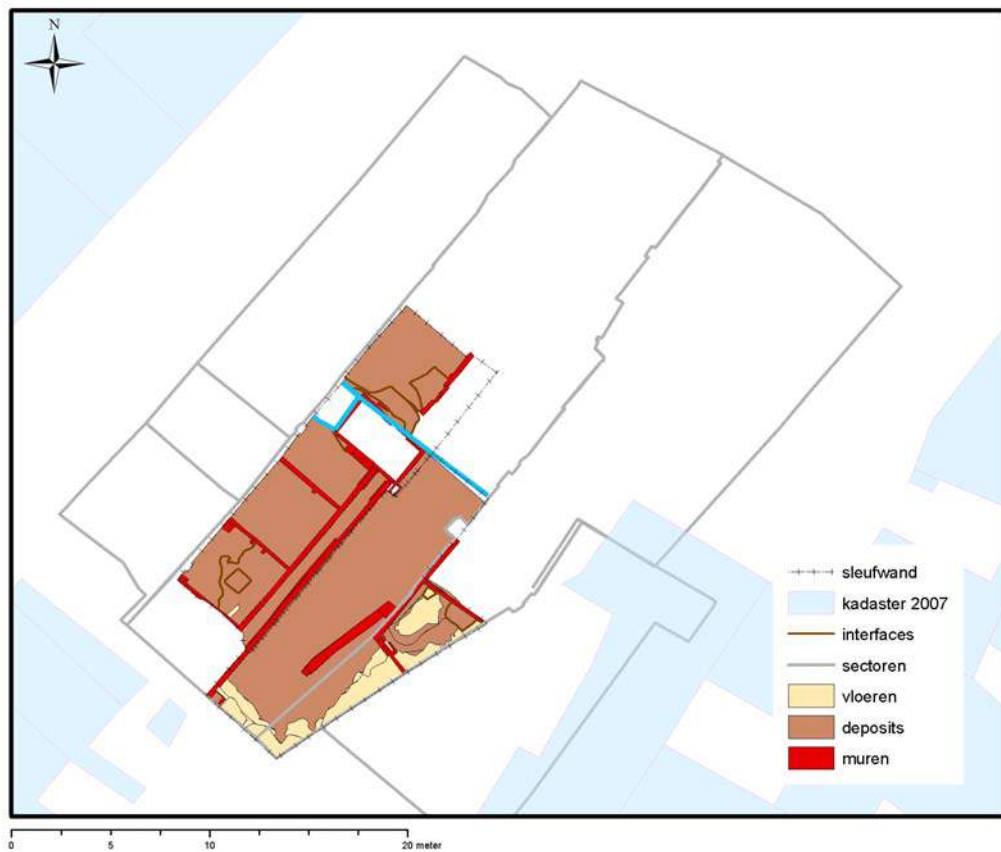 N
sleufwand
kadaster 2007
interfaces
sectoren
vloeren
deposits
muren
0 5 10 20 meter